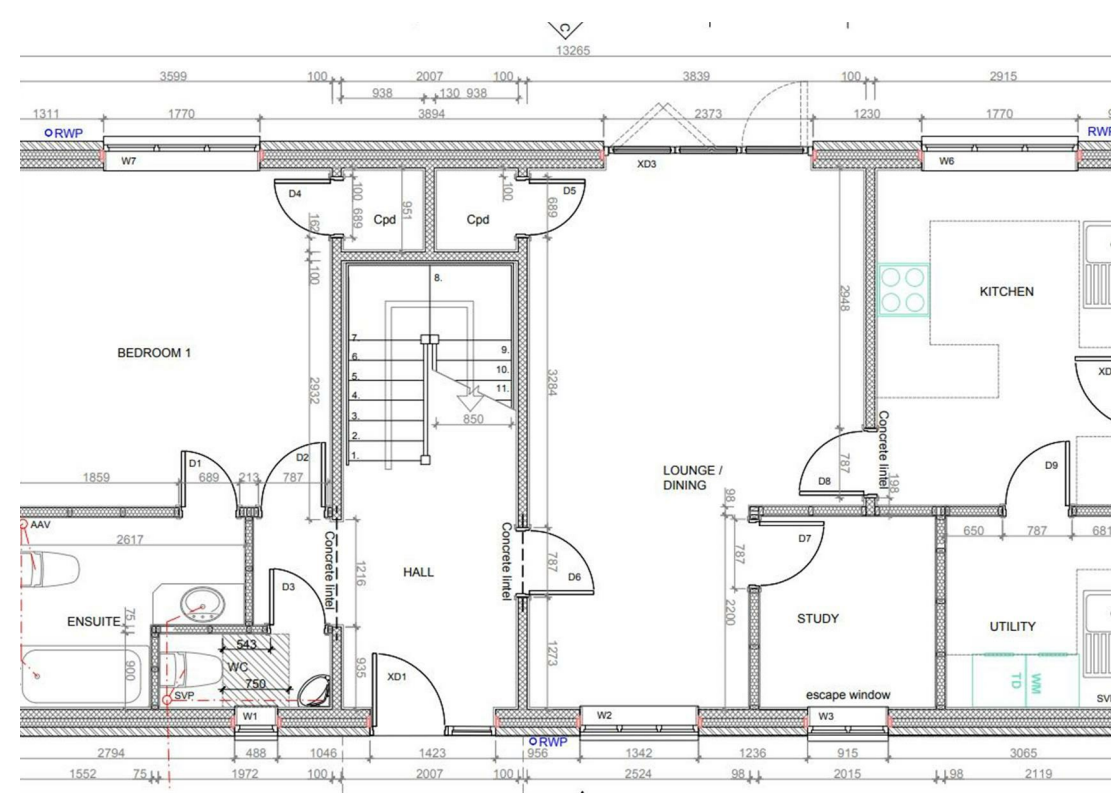 C
13265
3599 100 2007 100 3839 100 2915
938 130 938
1311 1770 3894 2373 1230 1770
RWP
RWP
W7
XD3
W6
D4
D5
100
689
951
Cpd
Cpd
100
689
162
100
8.
2948
KITCHEN
BEDROOM 1
7.
6.
5.
4.
3.
2.
1.
9.
10.
11.
850
2932
3284
XD
Concrete lintel
D1
D2
LOUNGE /
DINING
787
D8
198
D9
1859 689 213 787
AAV
98
2617
650 787 681
Concrete lintel
1216
HALL
Concrete lintel
787
D6
787
D7
D3
75
ENSUITE
2200
STUDY
UTILITY
543
WC
900
750
SVP
935
XD1
1273
TD
WM
escape window
SVP
W1
W2
W3
RWP
2794 488 1046 1423 956 1342 1236 915 3065
1552 75 1972 100 2007 100 2524 98 2015 98 2119